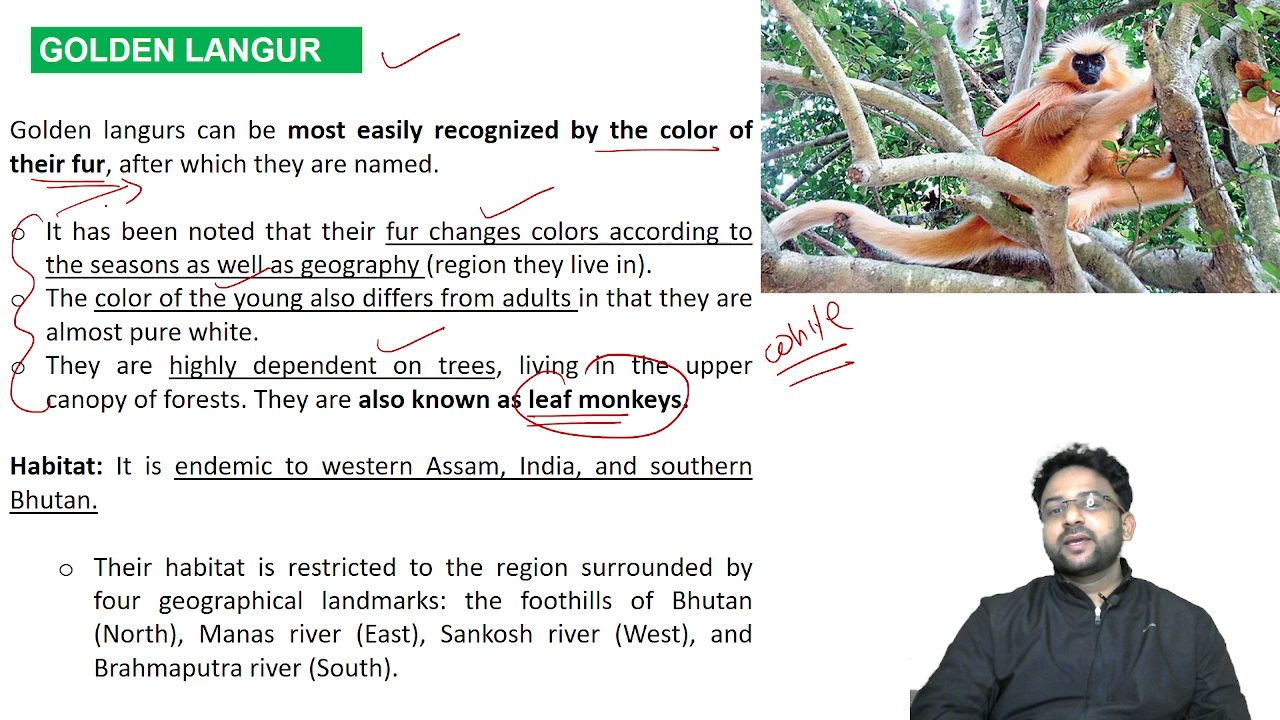 GOLDEN LANGUR
Golden langurs can be most easily recognized by the color of
their fur, after which they are named.
o It has been noted that their fur changes colors according to
the seasons as well as geography (region they live in).
o The color of the young also differs from adults in that they are
almost pure white.
o They are highly dependent on trees, living in the upper
canopy of forests. They are also known as leaf monkeys.
white
Habitat: It is endemic to western Assam, India, and southern
Bhutan.
o Their habitat is restricted to the region surrounded by
four geographical landmarks: the foothills of Bhutan
(North), Manas river (East), Sankosh river (West), and
Brahmaputra river (South).